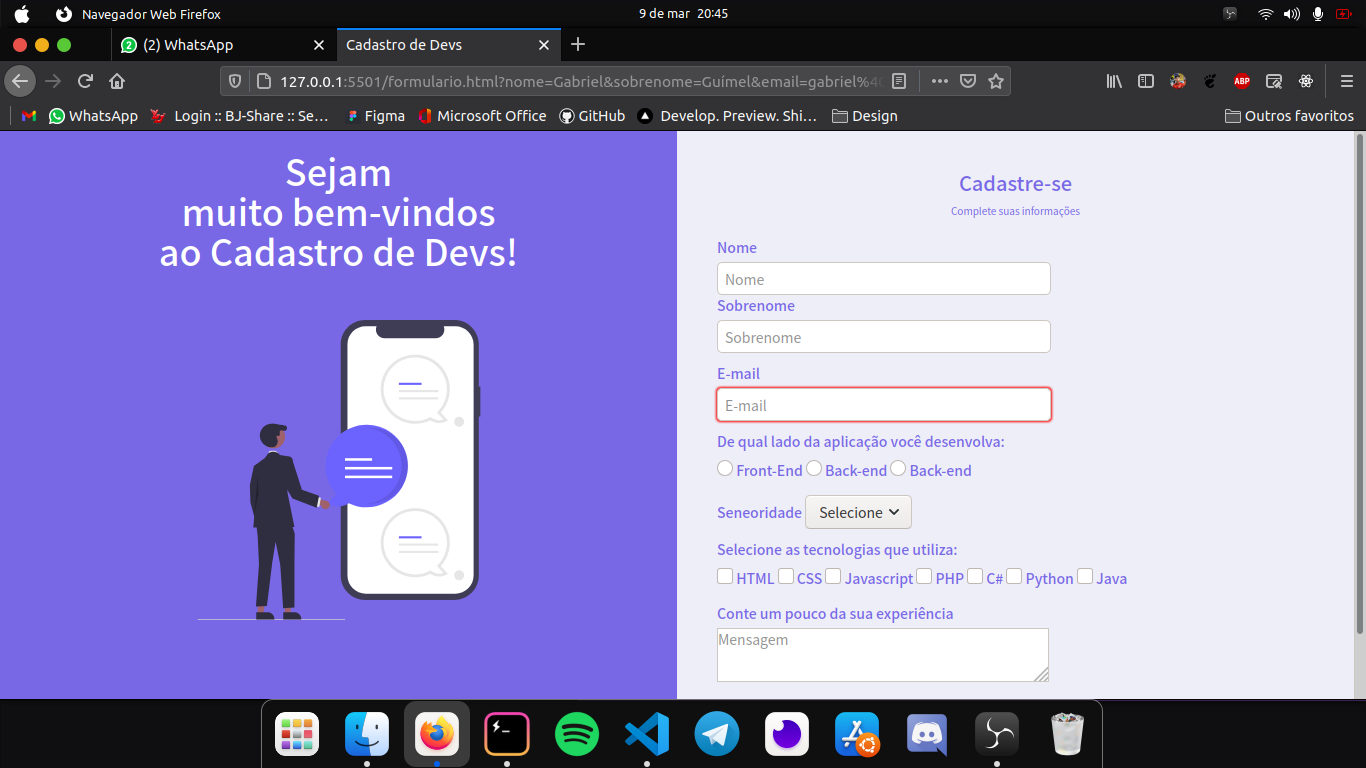 Navegador Web Firefox
9 de mar 20:45
2 (2) WhatsApp
Cadastro de Devs
127.0.0.1:5501/formulario.html?nome=Gabriel&sobrenome=Guímel&email=gabriel%4
ABP
WhatsApp
Login :: BJ-Share :: Se...
Figma
Microsoft Office
GitHub
Develop. Preview. Shi...
Design
Outros favoritos
Sejam
muito bem-vindos
ao Cadastro de Devs!
Cadastre-se
Complete suas informações
Nome
Nome
Sobrenome
Sobrenome
E-mail
E-mail
De qual lado da aplicação você desenvolva:
Front-End Back-end Back-end
Seneoridade Selecione
Selecione as tecnologias que utiliza:
HTML CSS Javascript PHP C# Python Java
Conte um pouco da sua experiência
Mensagem